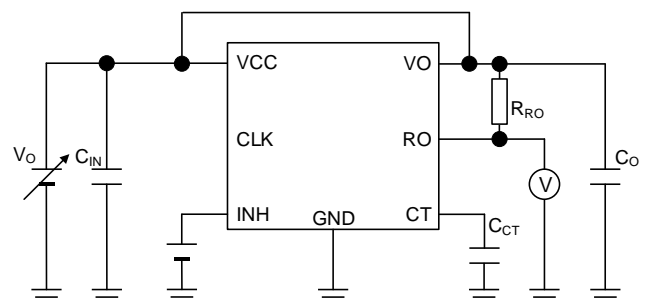 VCC
VO
R_RO
CLK
RO
V_O
C_IN
C_O
V
INH
GND
CT
C_CT